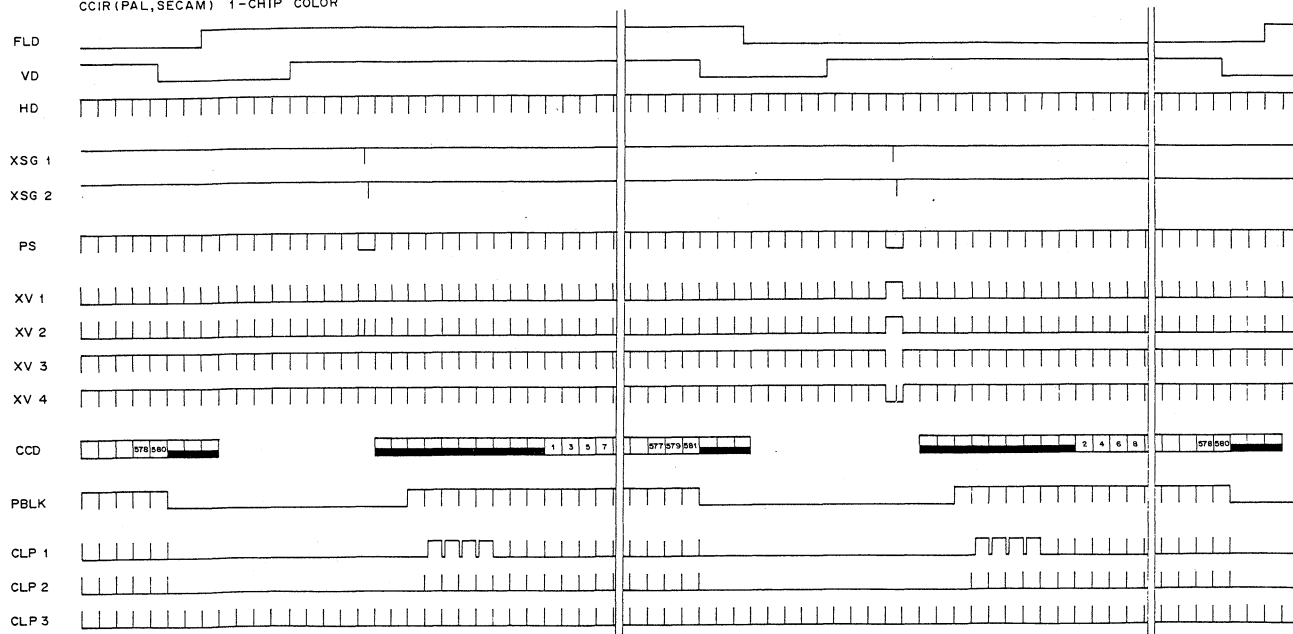 CCIR(PAL,SECAM) 1-CHIP COLOR
FLD
VD
HD
XSG 1
XSG 2
PS
XV 1
XV 2
XV 3
XV 4
CCD 578 580 1 3 5 7 577 579 581 2 4 6 8 578 580
PBLK
CLP 1
CLP 2
CLP 3